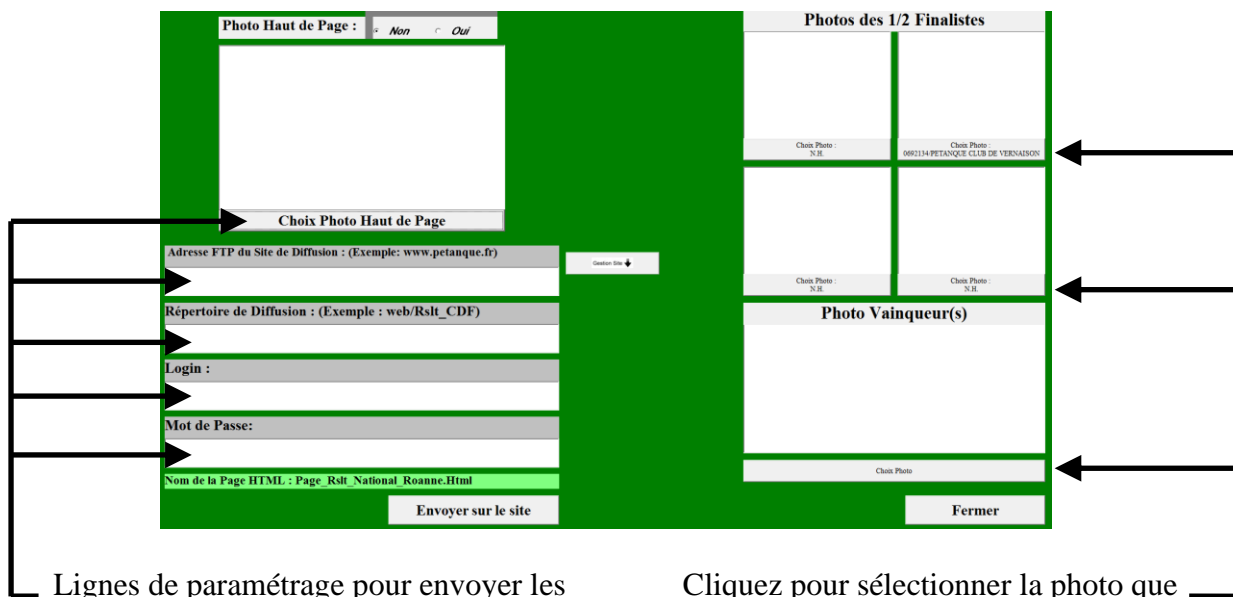 Photo Haut de Page :
Non
Oui
Choix Photo Haut de Page
Adresse FTP du Site de Diffusion : (Exemple: www.petanque.fr)
Répertoire de Diffusion : (Exemple : web/Rslt_CDF)
Login :
Mot de Passe:
Nom de la Page HTML : Page_Rslt_National_Roanne.Html
Envoyer sur le site
Gestion Site
Photos des 1/2 Finalistes
Choix Photo :
N.H.
Choix Photo :
0692134/PETANQUE CLUB DE VERNAISON
Choix Photo :
N.H.
Choix Photo :
N.H.
Photo Vainqueur(s)
Choix Photo
Fermer
Lignes de paramétrage pour envoyer les
Cliquez pour sélectionner la photo que